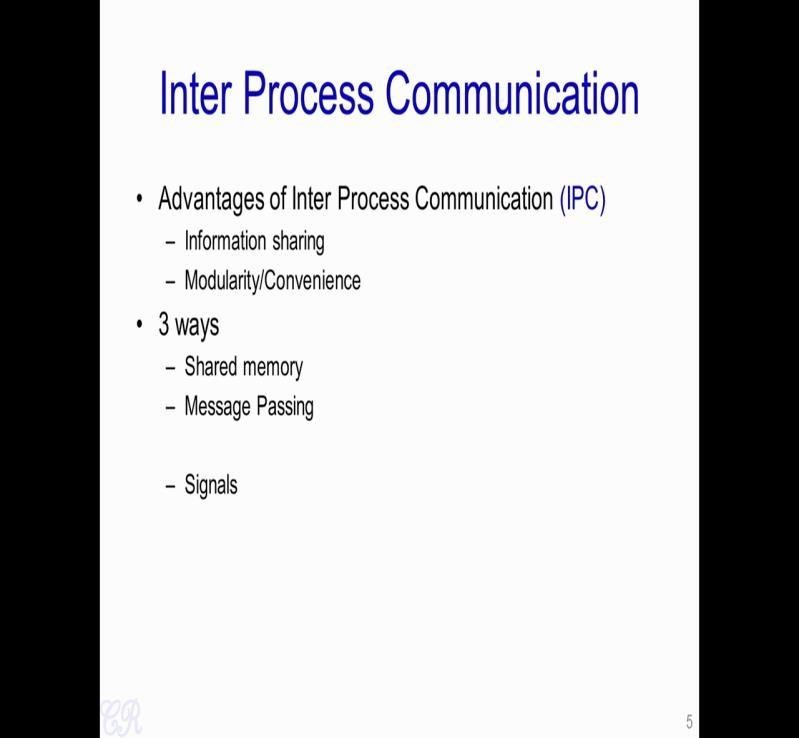 Inter Process Communication
• Advantages of Inter Process Communication (IPC)
– Information sharing
– Modularity/Convenience
• 3 ways
– Shared memory
– Message Passing
– Signals
CR
5